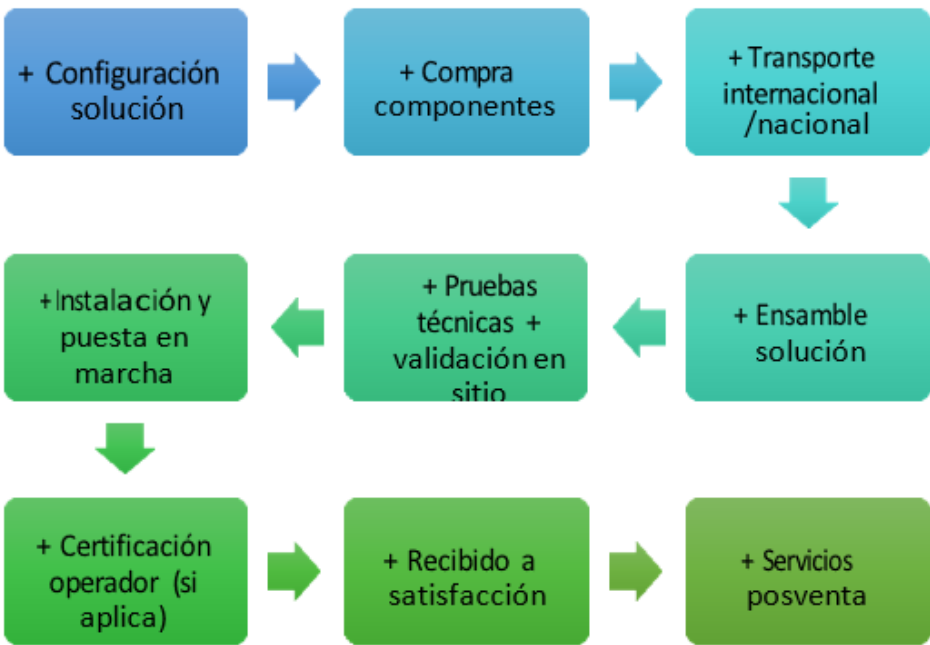 + Configuración
solución
+ Compra
componentes
+ Transporte
internacional
/nacional
+Instalación y
puesta en
marcha
+ Pruebas
técnicas +
validación en
sitio
+ Ensamble
solución
+ Certificación
operador (si
aplica)
+ Recibido a
satisfacción
+ Servicios
posventa